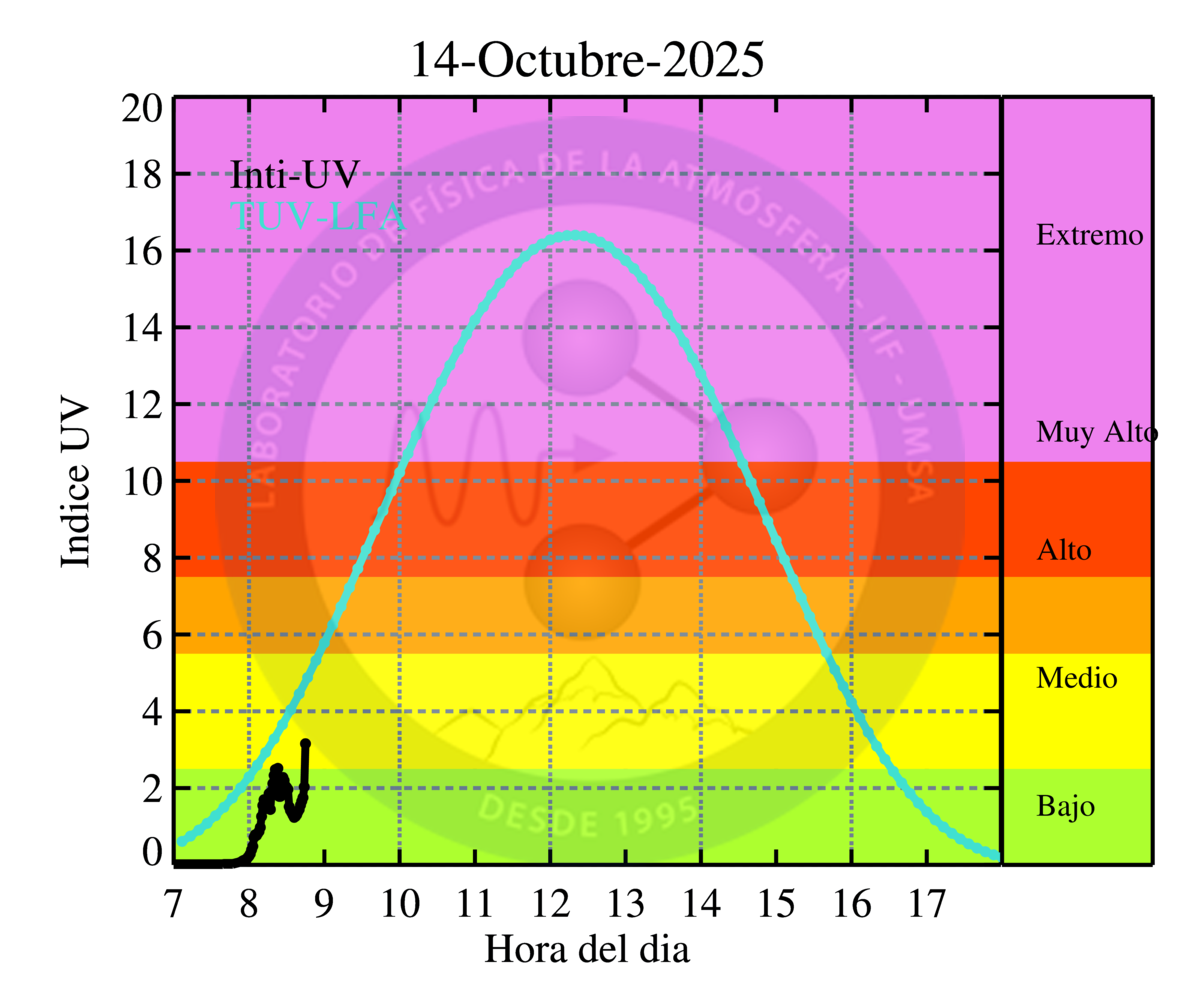 14-Octubre-2025
Indice UV
20
18
16
14
12
10
8
6
4
2
0
Inti-UV
TUV-LFA
LABORATORIO DE FÍSICA DE LA ATMÓSFERA - IIF - UMSA
DESDE 1995
Extremo
Muy Alto
Alto
Medio
Bajo
7 8 9 10 11 12 13 14 15 16 17
Hora del dia